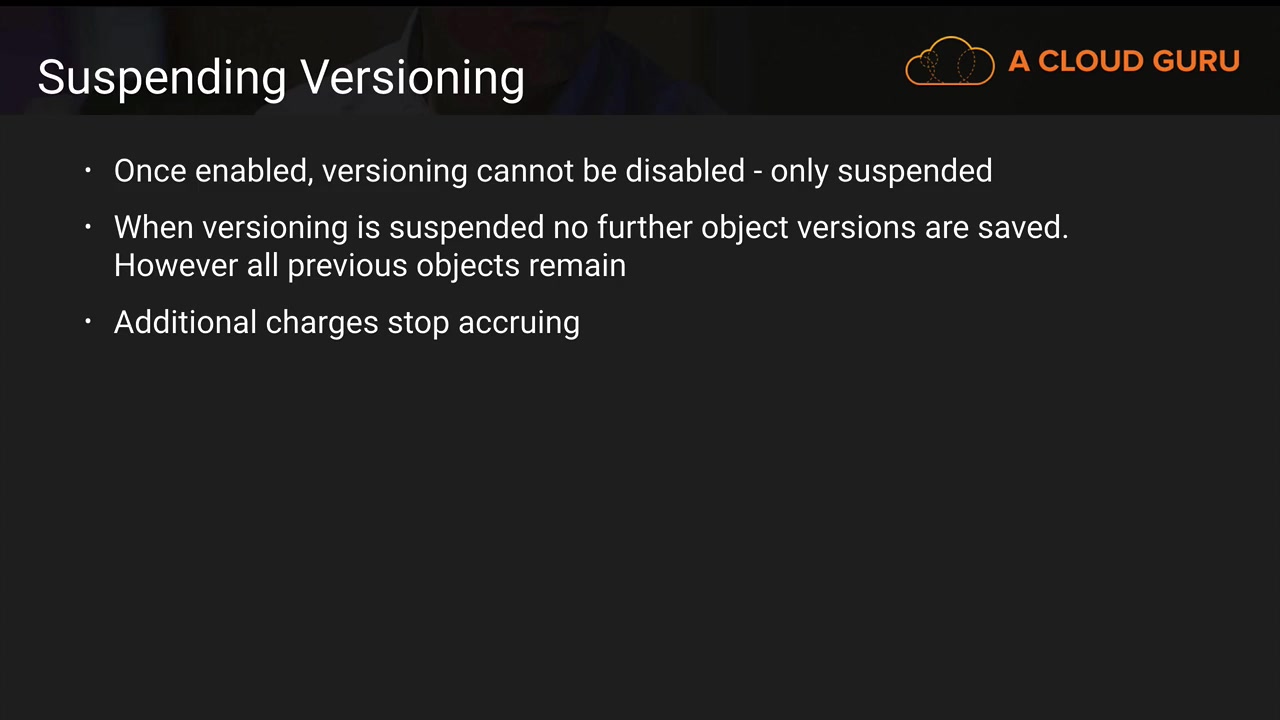 Suspending Versioning
A CLOUD GURU
· Once enabled, versioning cannot be disabled - only suspended
· When versioning is suspended no further object versions are saved.
However all previous objects remain
· Additional charges stop accruing